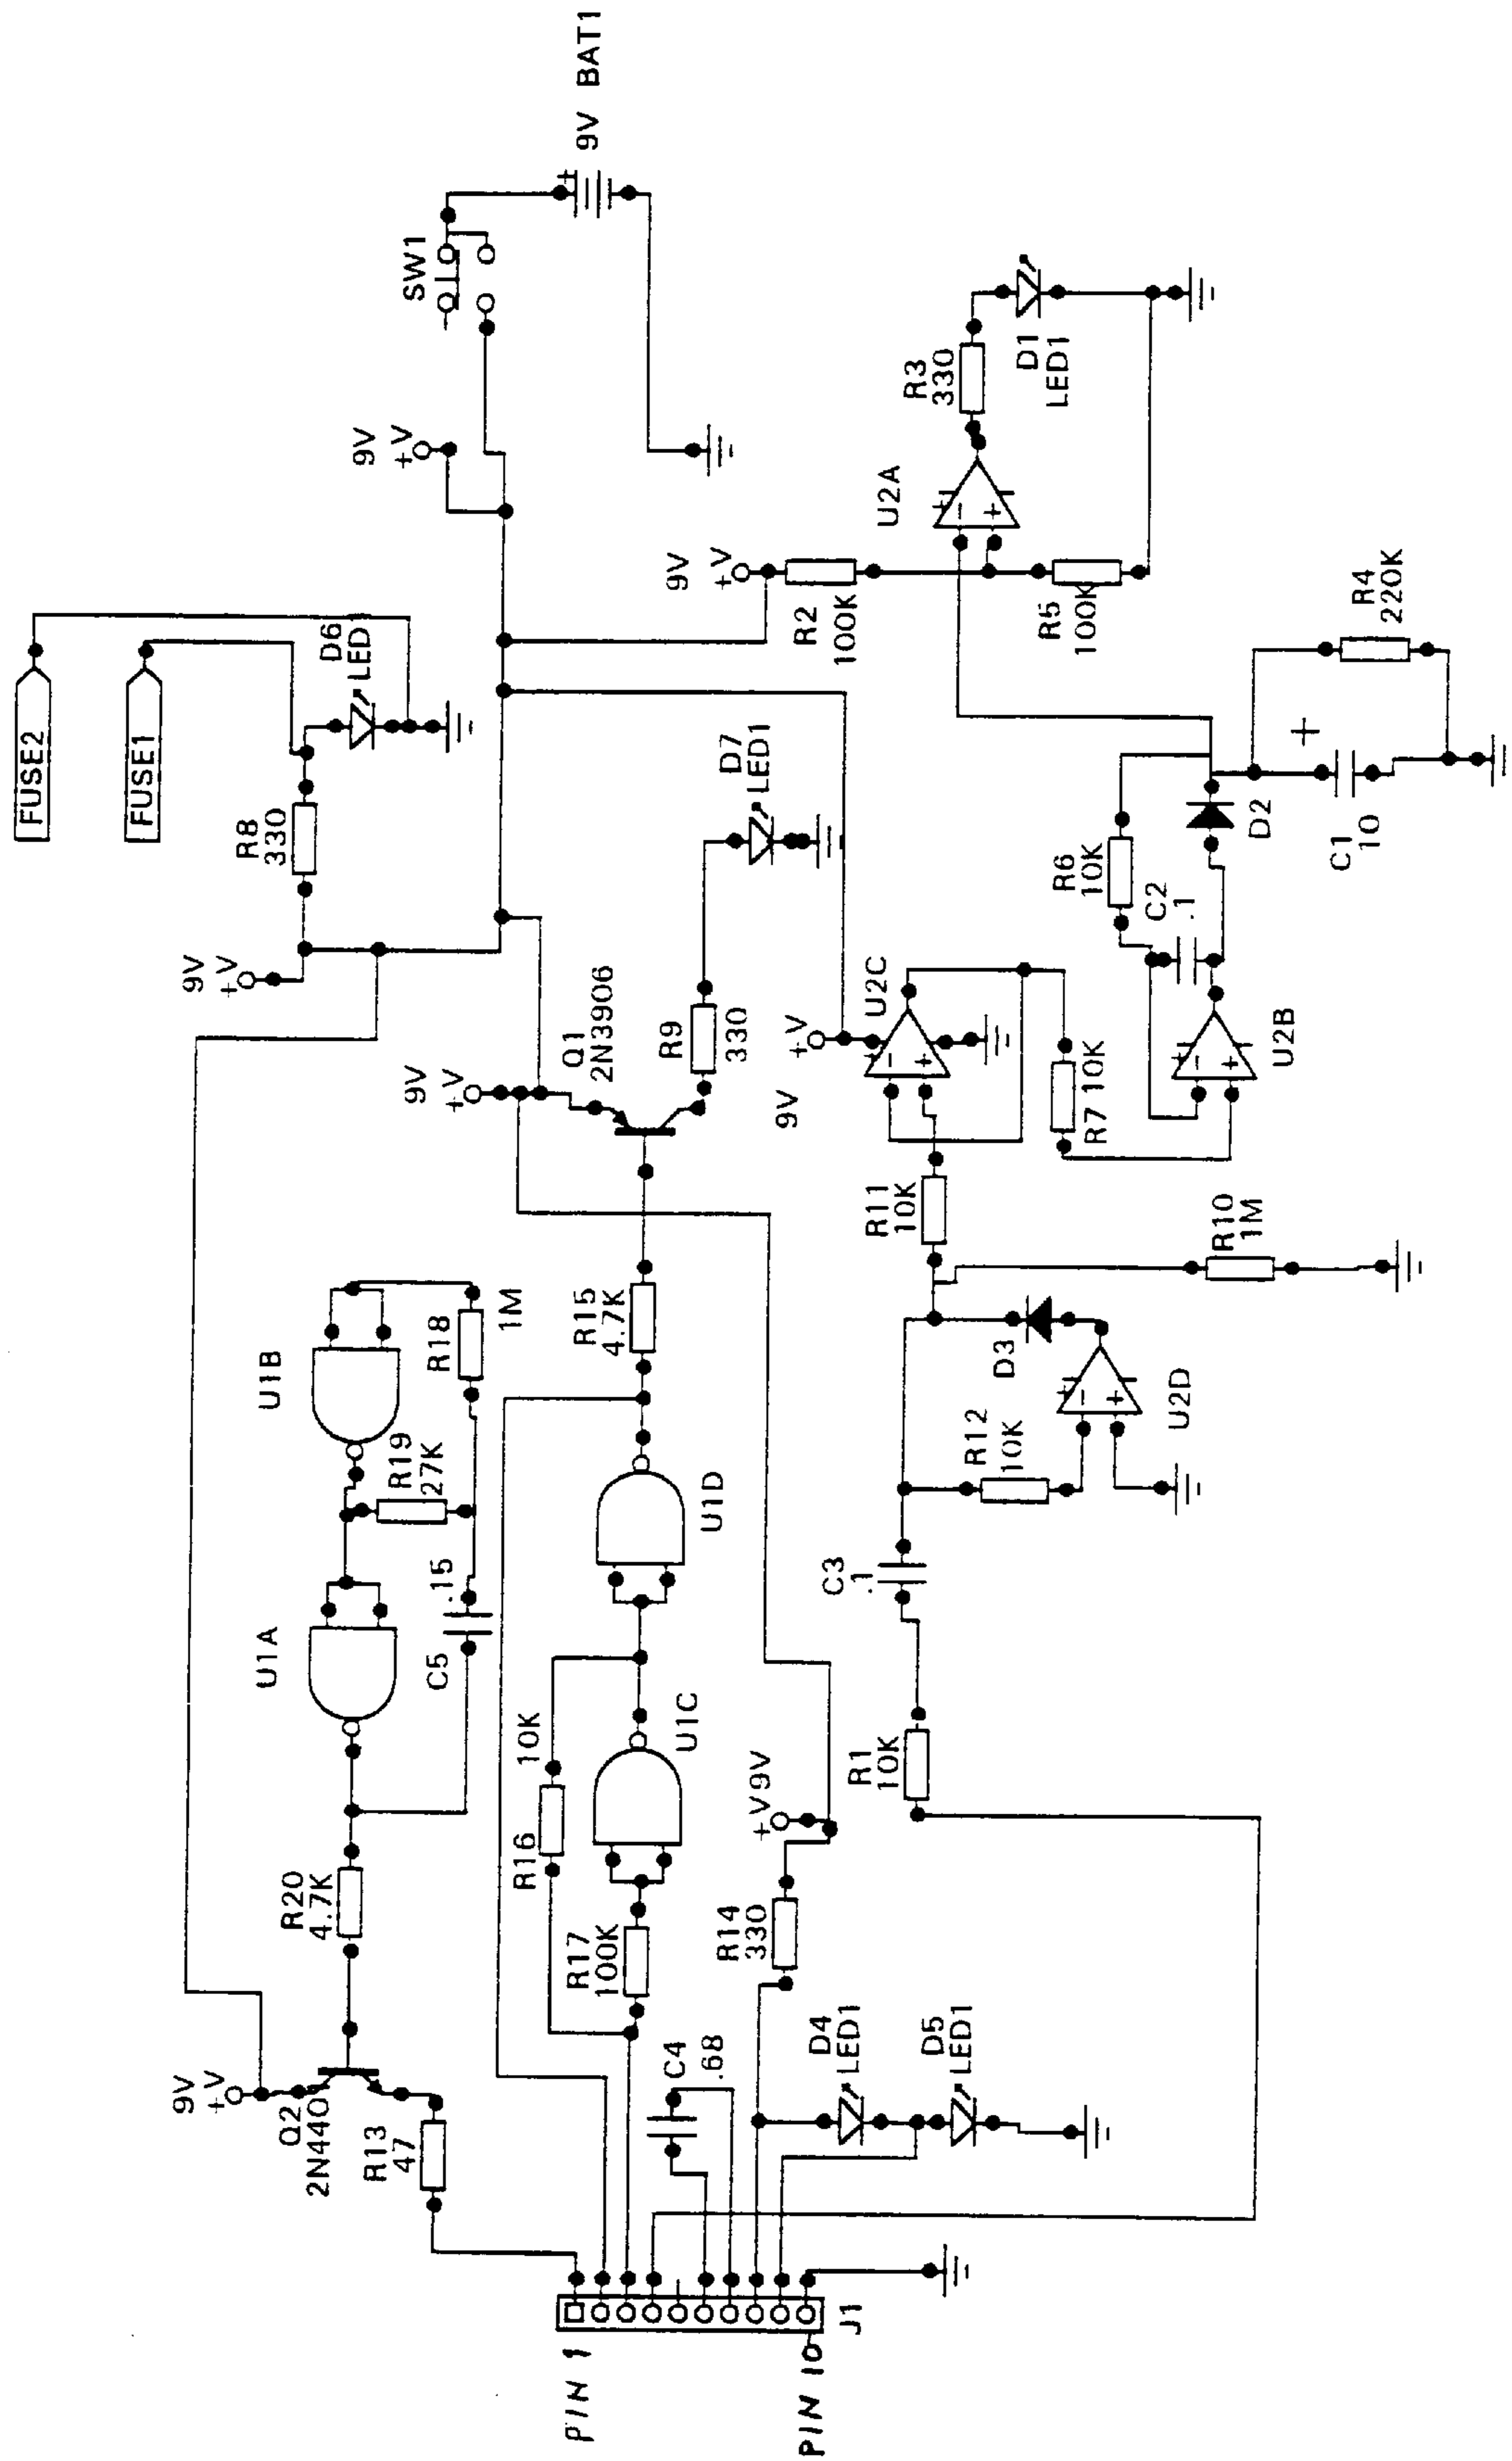 FUSE2
FUSE1
9V BAT1
SW1
9V
+V
D6
LED1
R8
330
9V
+V
9V
+V
Q1
2N3906
D7
LED1
R9
330
9V
+V
R2
100K
R5
100K
U2A
R3
330
D1
LED1
R4
220K
C1
10
D2
R6
10K
C2
.1
U2B
R7 10K
U2C
9V
+V
R11
10K
R10
1M
D3
U2D
R12
10K
C3
.1
R1
10K
U1B
R18
1M
R19
27K
U1A
C5
.15
R20
4.7K
9V
+V
Q2
2N440
R13
47
R15
4.7K
U1D
U1C
R16
10K
R17
100K
+V9V
R14
330
C4
.68
D4
LED1
D5
LED1
PIN 1
PIN 10
J1